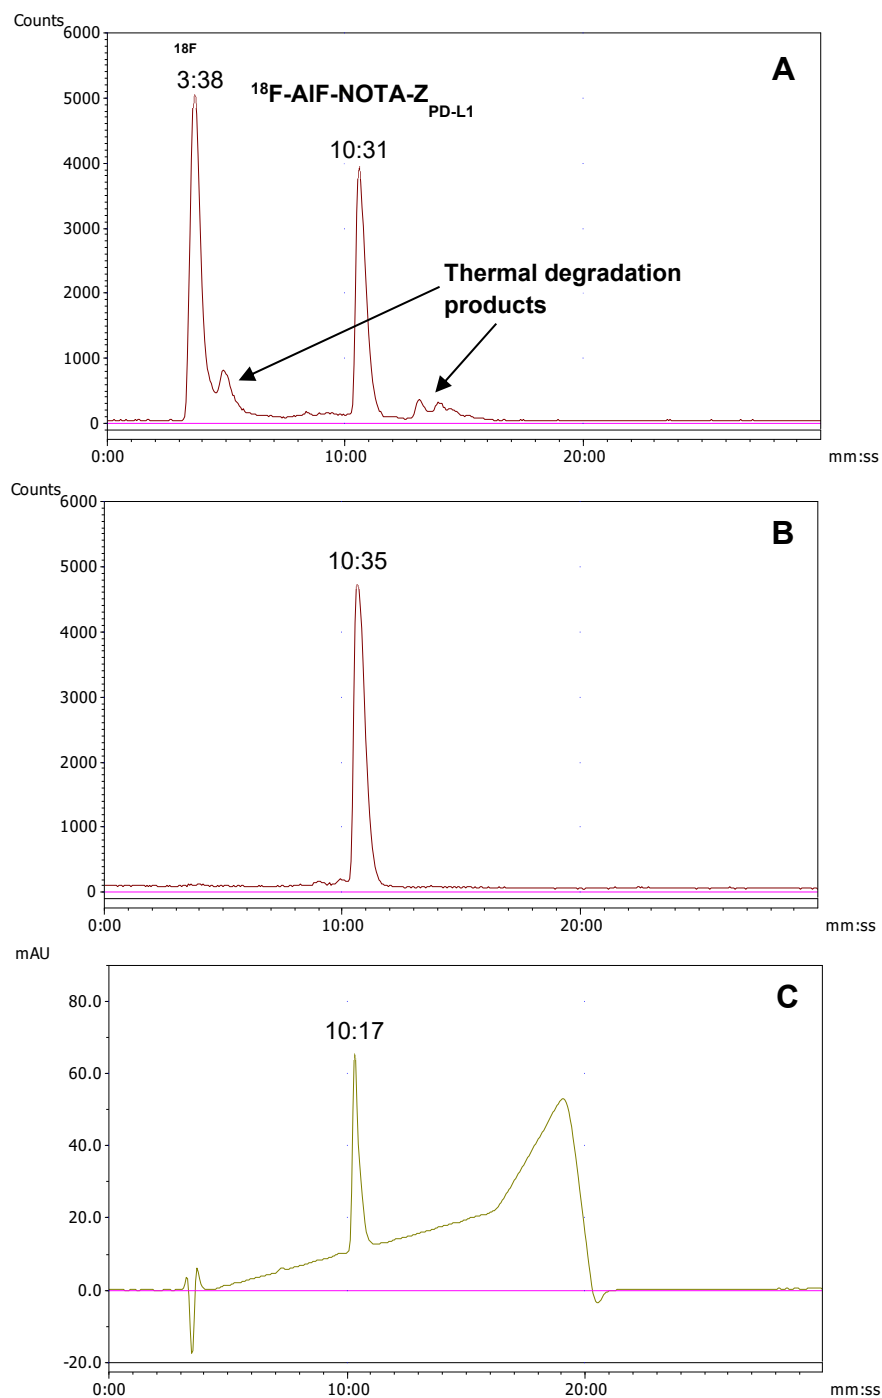 Counts
6000
18F
3:38
A
18F-AlF-NOTA-ZPD-L1
5000
10:31
4000
3000
Thermal degradation
products
2000
1000
0
0:00 10:00 20:00 mm:ss
Counts
6000
B
10:35
5000
4000
3000
2000
1000
0
0:00 10:00 20:00 mm:ss
mAU
C
80.0
10:17
60.0
40.0
20.0
0.0
-20.0
0:00 10:00 20:00 mm:ss